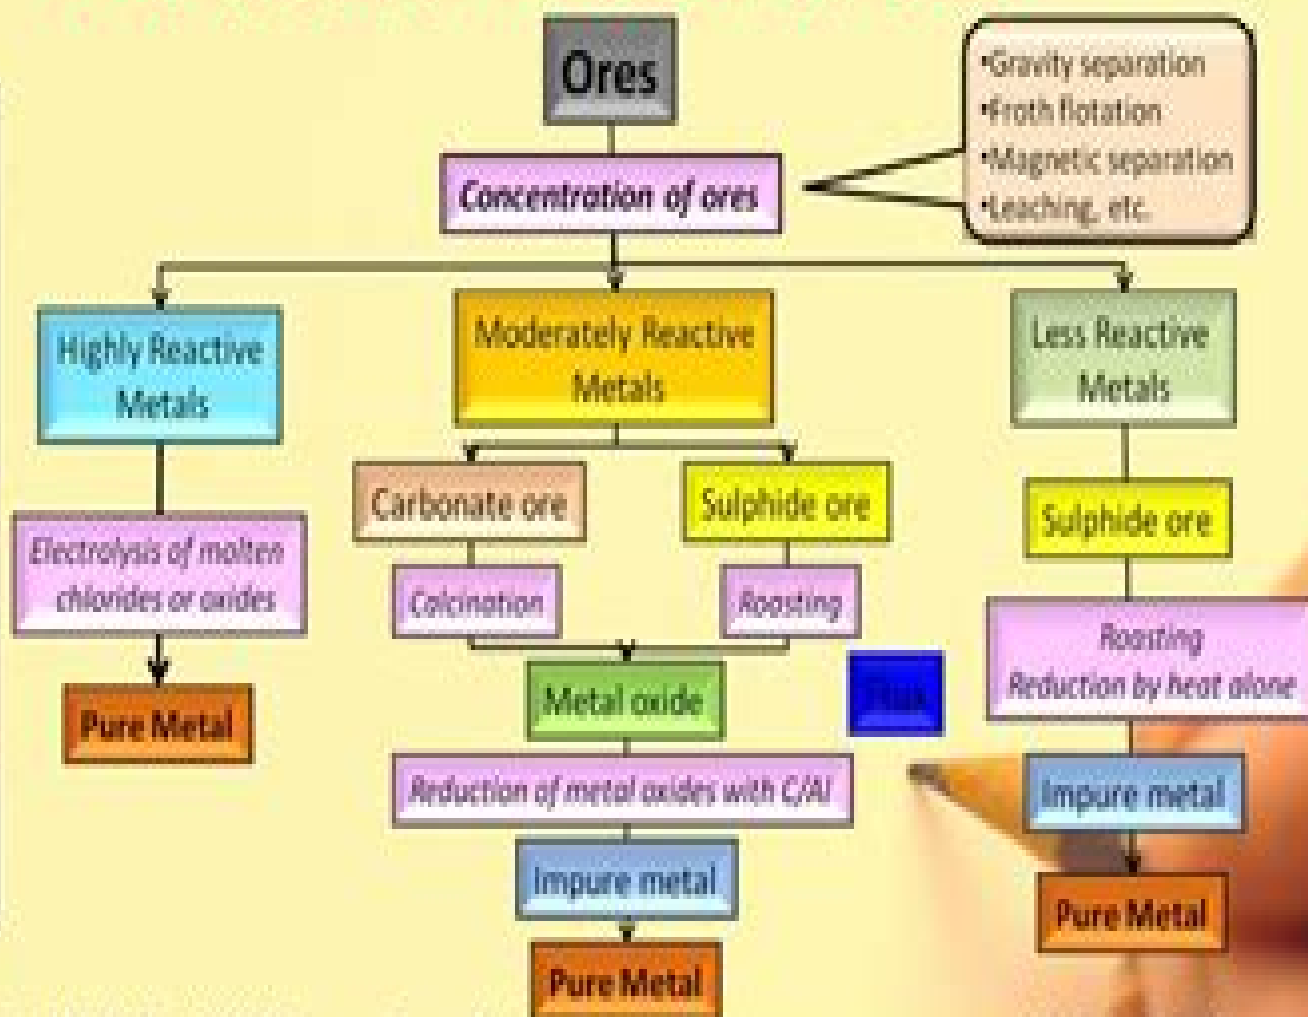 Ores
•Gravity separation
•Froth flotation
•Magnetic separation
•Leaching, etc.
Concentration of ores
Highly Reactive
Metals
Moderately Reactive
Metals
Less Reactive
Metals
Carbonate ore
Sulphide ore
Sulphide ore
Electrolysis of molten
chlorides or oxides
Calcination
Roasting
Roasting
Reduction by heat alone
Metal oxide
Flux
Pure Metal
Reduction of metal oxides with C/Al
Impure metal
Impure metal
Pure Metal
Pure Metal